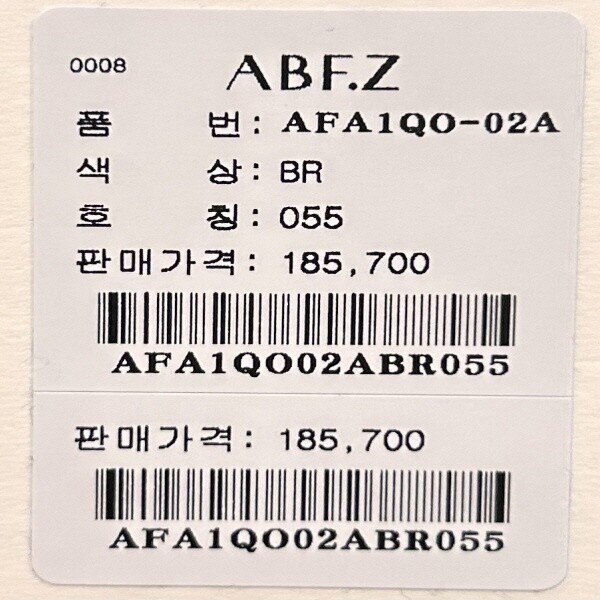 0008 ABF.Z
품 번: AFA1QO-02A
색 상: BR
호 칭: 055
판매가격: 185,700
AFA1QO02ABR055
판매가격: 185,700
AFA1QO02ABR055